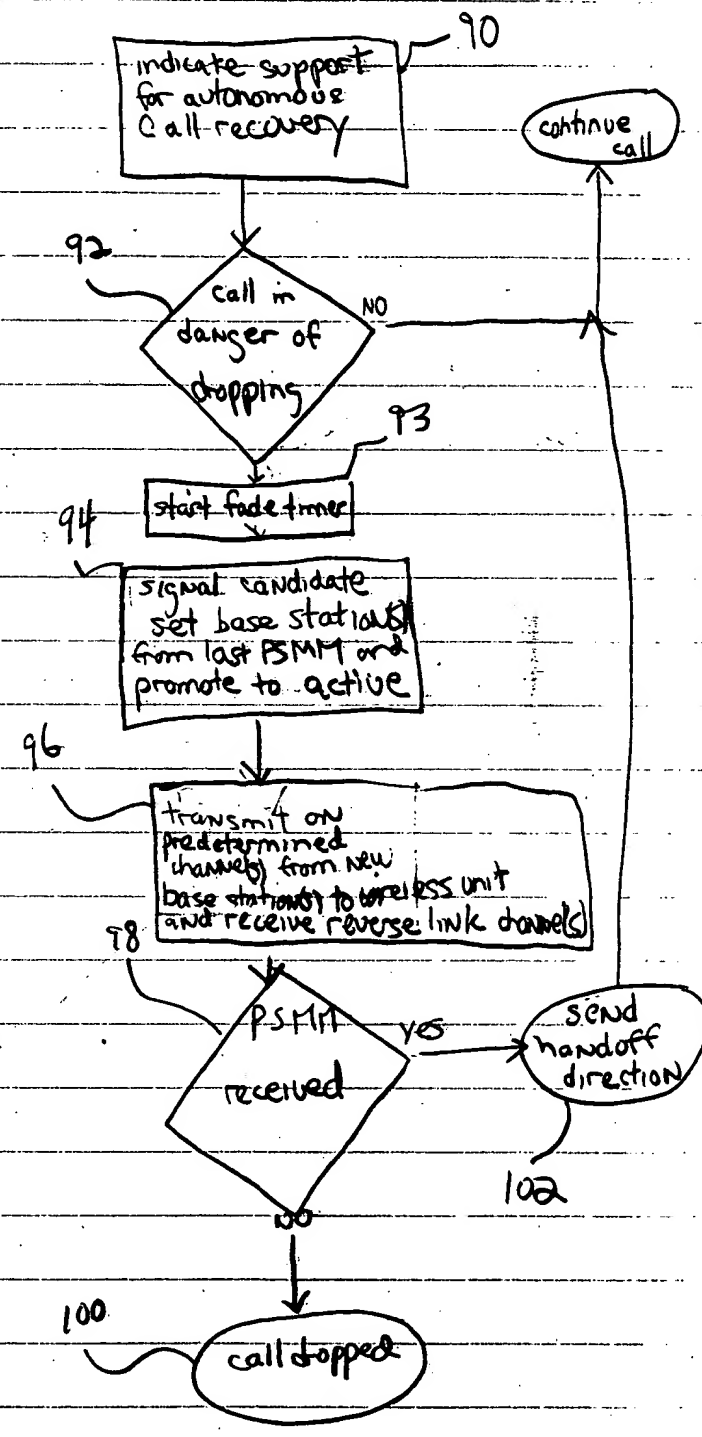 90
indicate support
for autonomous
Call recovery
continue
call
92
call in
danger of
dropping
NO
93
start fade timer
94
signal candidate
set base station(s)
from last PSMM and
promote to active
96
transmit on
predetermined
channel(s) from new
base station(s) to wireless unit
and receive reverse link channel(s)
98
PSMM
received
yes
send
handoff
direction
102
NO
100
call dropped